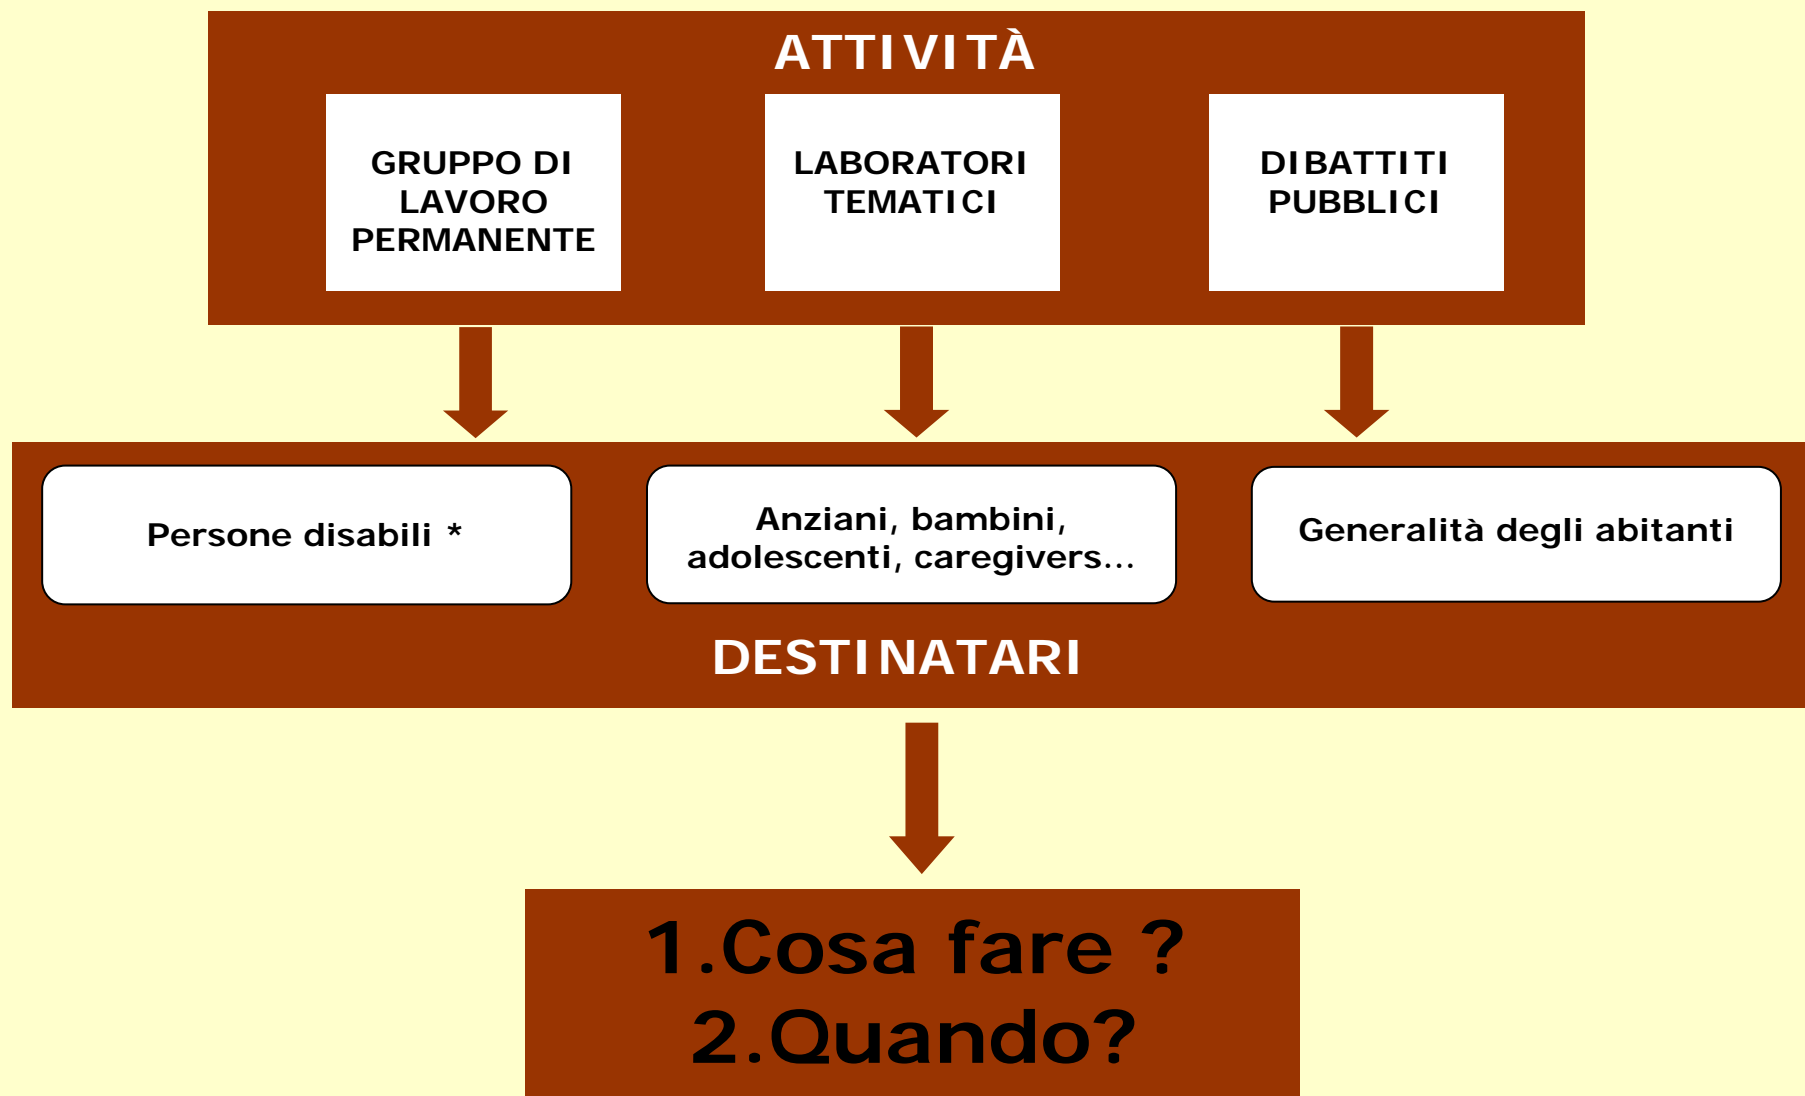 ATTIVITÀ
GRUPPO DI
LAVORO
PERMANENTE
LABORATORI
TEMATICI
DIBATTITI
PUBBLICI
Persone disabili *
Anziani, bambini,
adolescenti, caregivers…
Generalità degli abitanti
DESTINATARI
1.Cosa fare ?
2.Quando?